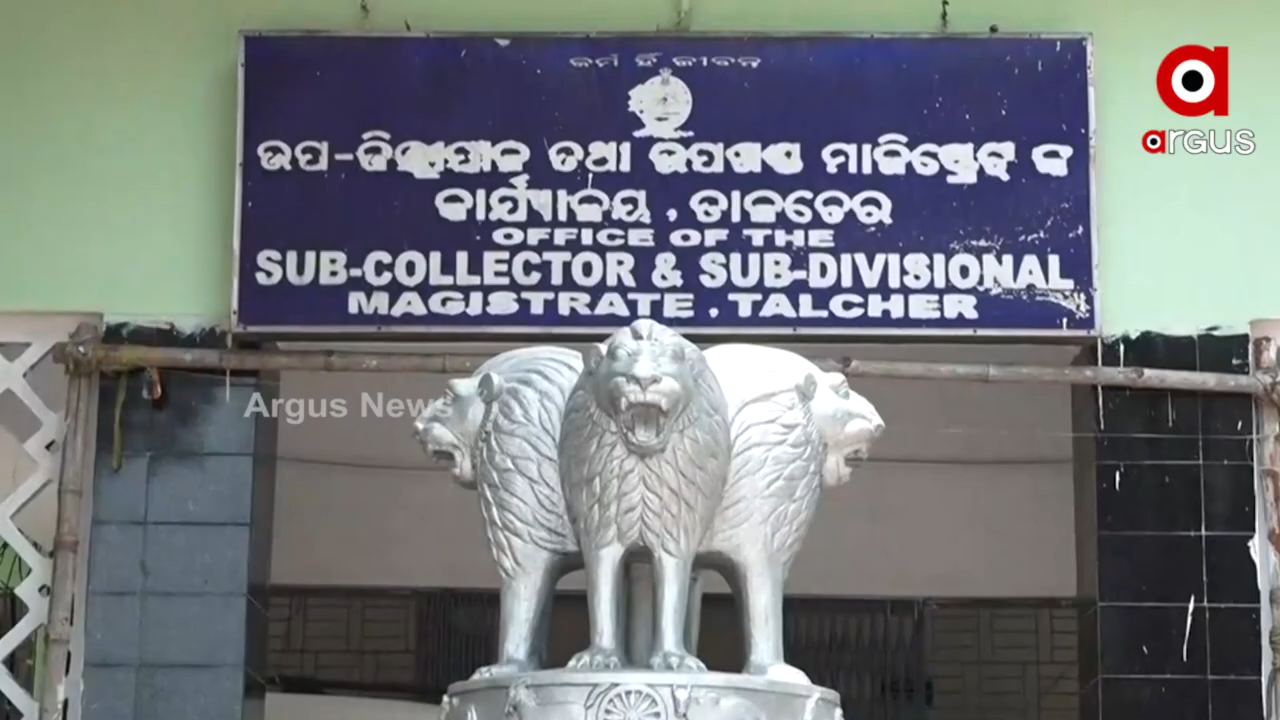 କର୍ମ ହିଁ ଜୀବନ
ଉପ-ଜିଲ୍ଲାପାଳ ତଥା ଉପଖଣ୍ଡ ମାଜିଷ୍ଟ୍ରେଟ୍ ଙ୍କ
କାର୍ଯ୍ୟାଳୟ , ତାଳଚେର
OFFICE OF THE
SUB-COLLECTOR & SUB-DIVISIONAL
MAGISTRATE , TALCHER
argus
Argus News